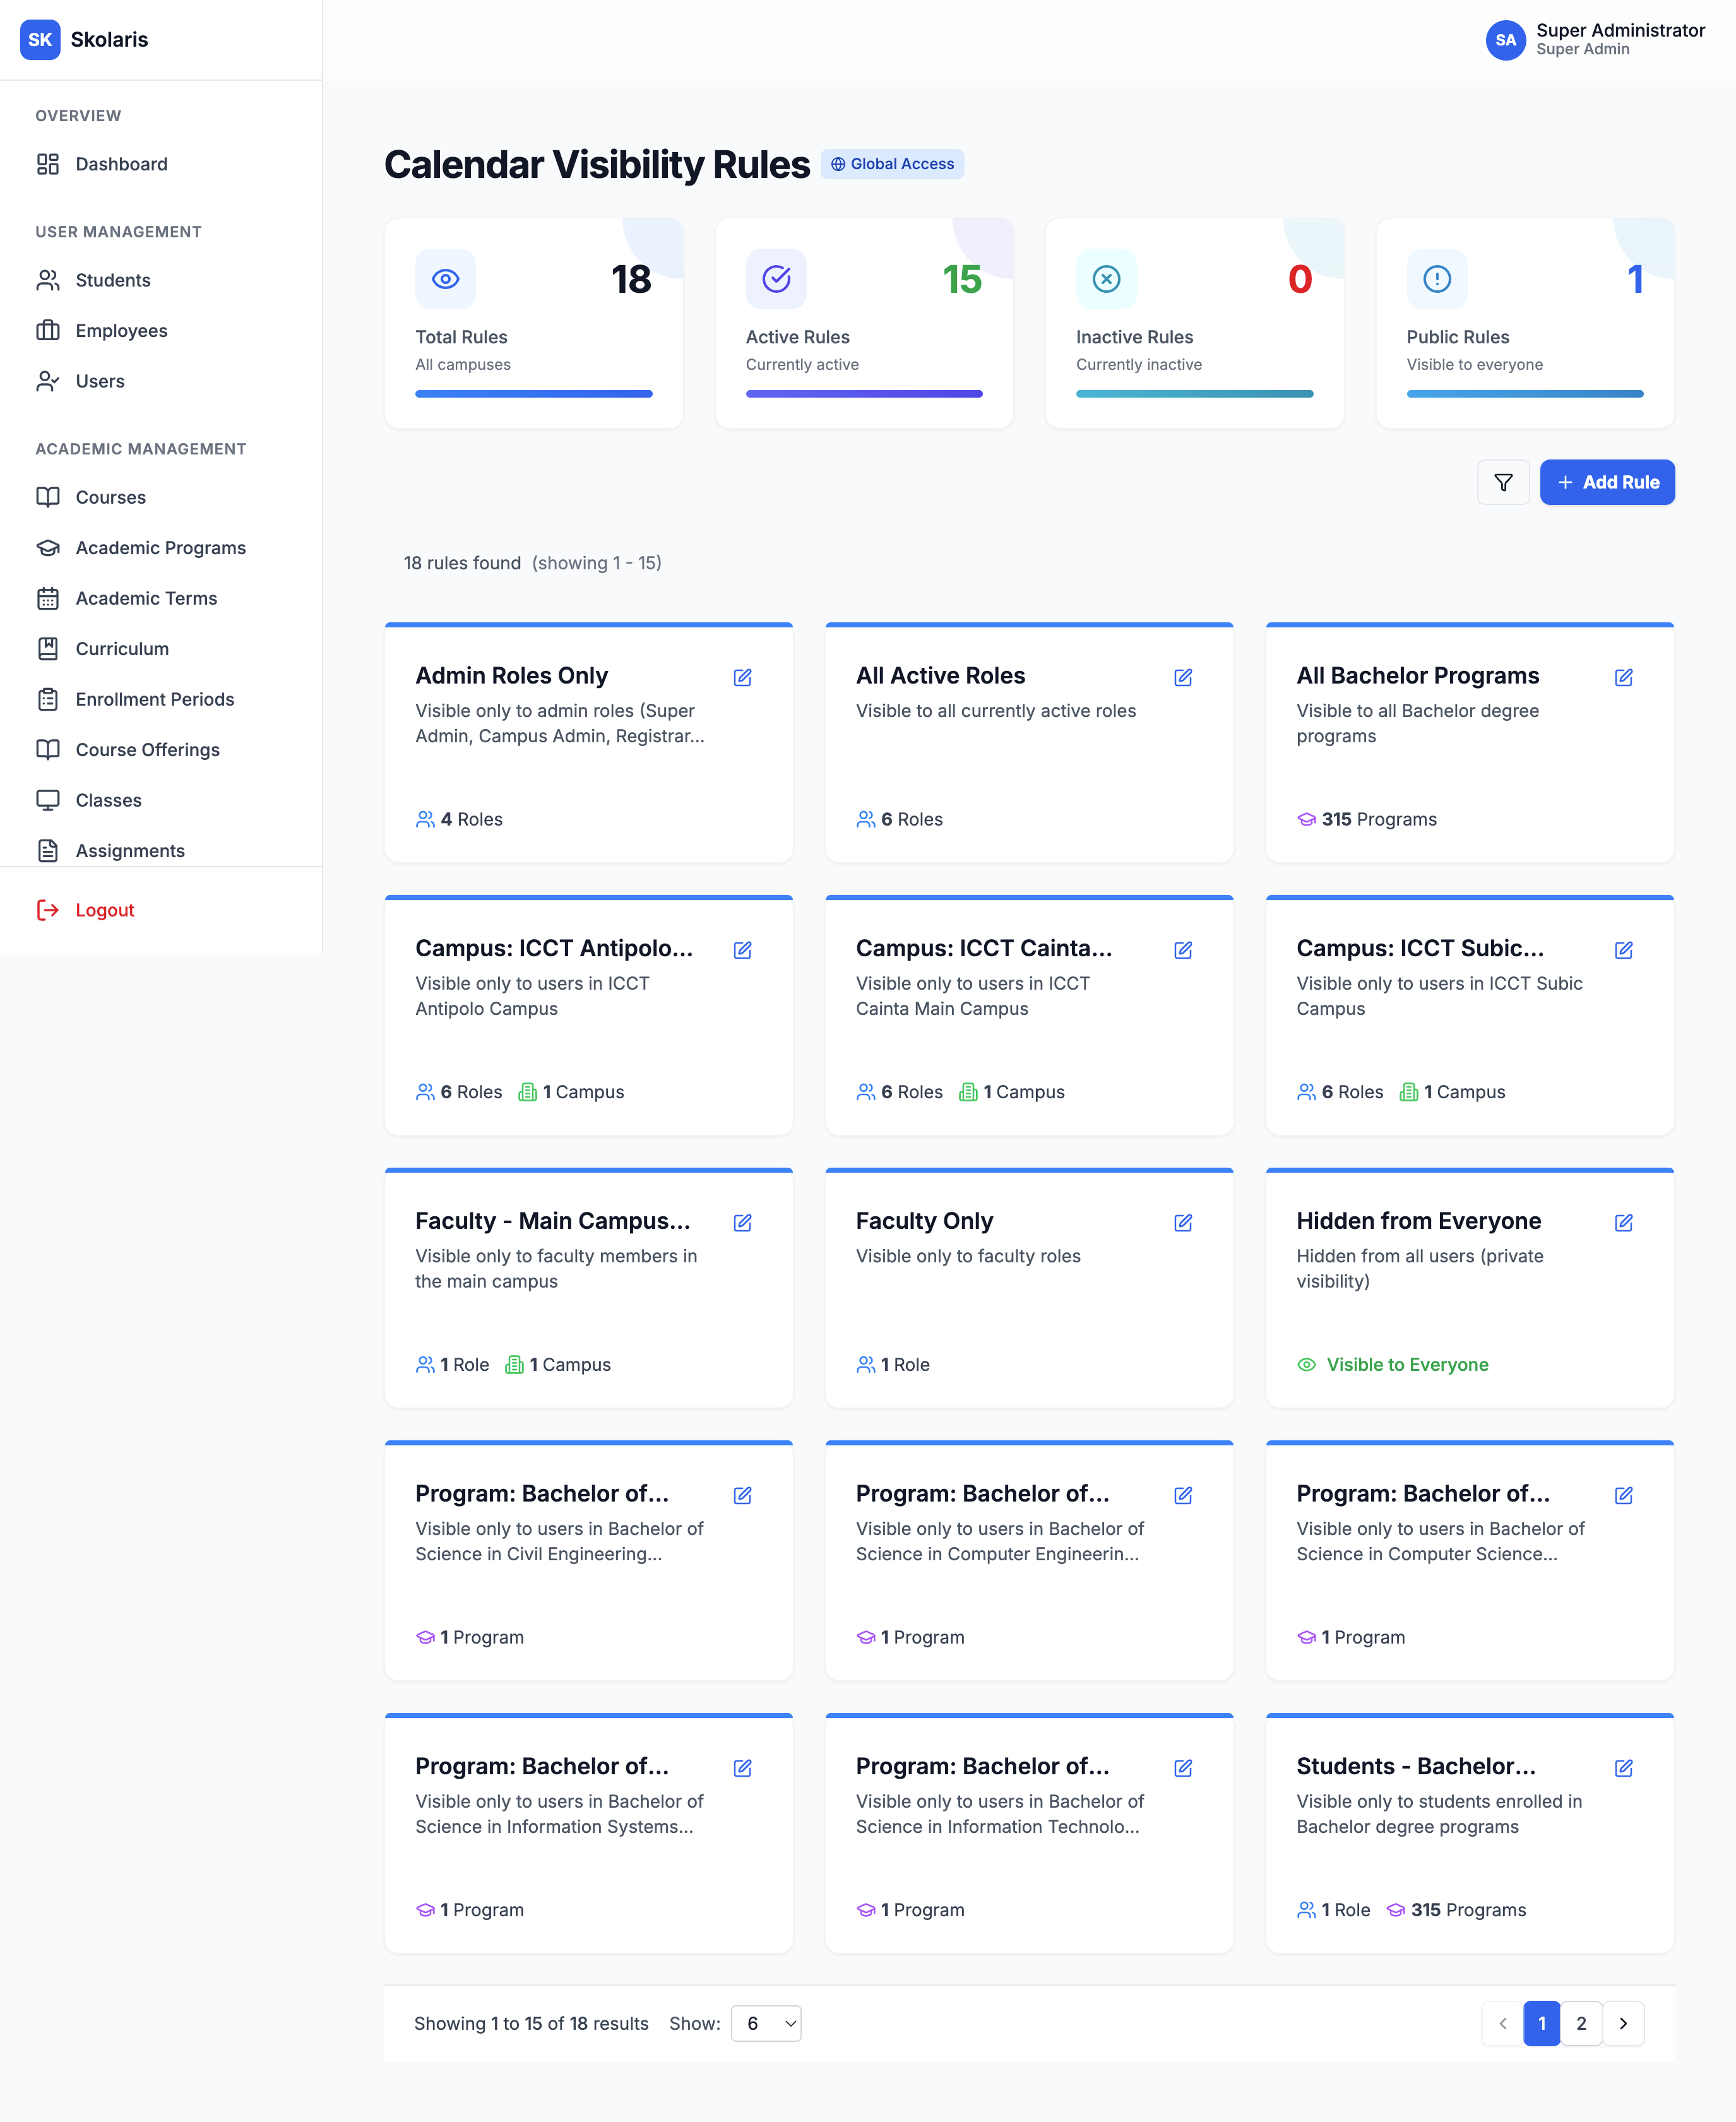 SK
Skolaris
SA
Super Administrator
Super Admin
OVERVIEW
Dashboard
USER MANAGEMENT
Students
Employees
Users
ACADEMIC MANAGEMENT
Courses
Academic Programs
Academic Terms
Curriculum
Enrollment Periods
Course Offerings
Classes
Assignments
Logout
Calendar Visibility Rules
Global Access
18
Total Rules
All campuses
15
Active Rules
Currently active
0
Inactive Rules
Currently inactive
1
Public Rules
Visible to everyone
Add Rule
18 rules found (showing 1 - 15)
Admin Roles Only
Visible only to admin roles (Super
Admin, Campus Admin, Registrar...
4 Roles
All Active Roles
Visible to all currently active roles
6 Roles
All Bachelor Programs
Visible to all Bachelor degree
programs
315 Programs
Campus: ICCT Antipolo...
Visible only to users in ICCT
Antipolo Campus
6 Roles 1 Campus
Campus: ICCT Cainta...
Visible only to users in ICCT
Cainta Main Campus
6 Roles 1 Campus
Campus: ICCT Subic...
Visible only to users in ICCT Subic
Campus
6 Roles 1 Campus
Faculty - Main Campus...
Visible only to faculty members in
the main campus
1 Role 1 Campus
Faculty Only
Visible only to faculty roles
1 Role
Hidden from Everyone
Hidden from all users (private
visibility)
Visible to Everyone
Program: Bachelor of...
Visible only to users in Bachelor of
Science in Civil Engineering...
1 Program
Program: Bachelor of...
Visible only to users in Bachelor of
Science in Computer Engineerin...
1 Program
Program: Bachelor of...
Visible only to users in Bachelor of
Science in Computer Science...
1 Program
Program: Bachelor of...
Visible only to users in Bachelor of
Science in Information Systems...
1 Program
Program: Bachelor of...
Visible only to users in Bachelor of
Science in Information Technolo...
1 Program
Students - Bachelor...
Visible only to students enrolled in
Bachelor degree programs
1 Role 315 Programs
Showing 1 to 15 of 18 results Show: 6
1 2